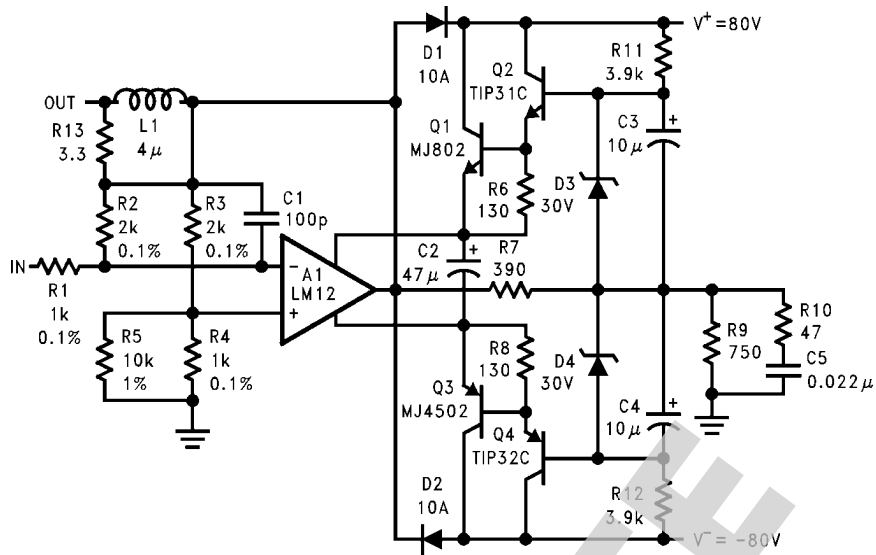 V+ = 80V
D1
10A
R11
3.9k
Q2
TIP31C
OUT
L1
4μ
R13
3.3
C3
10μ
+
Q1
MJ802
R6
130
D3
30V
R2
2k
0.1%
R3
2k
0.1%
C1
100p
IN
R1
1k
0.1%
−
A1
LM12
+
C2
47μ
+
R7
390
R10
47
R9
750
C5
0.022μ
R5
10k
1%
R4
1k
0.1%
R8
130
D4
30V
Q3
MJ4502
Q4
TIP32C
C4
10μ
+
D2
10A
R12
3.9k
V− = −80V